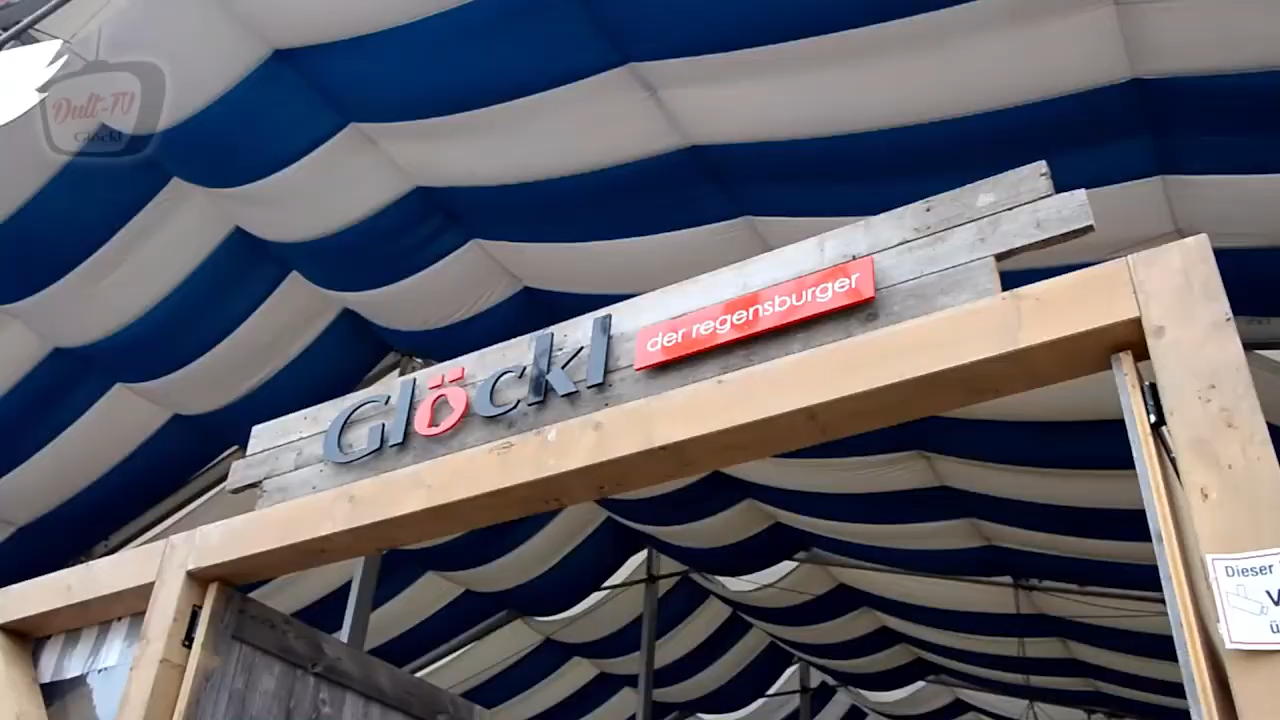 Dult-TV
Glöckl
Glöckl
der regensburger
Dieser